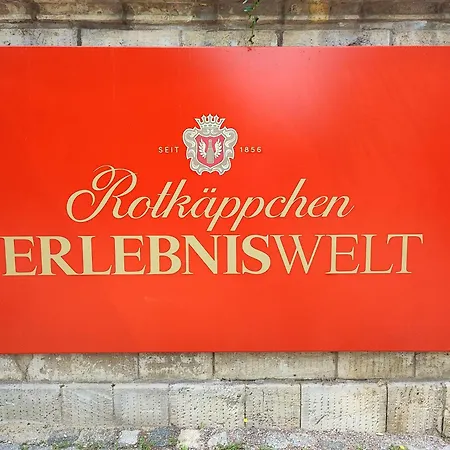 SEIT 1856
Rotkäppchen
ERLEBNISWELT